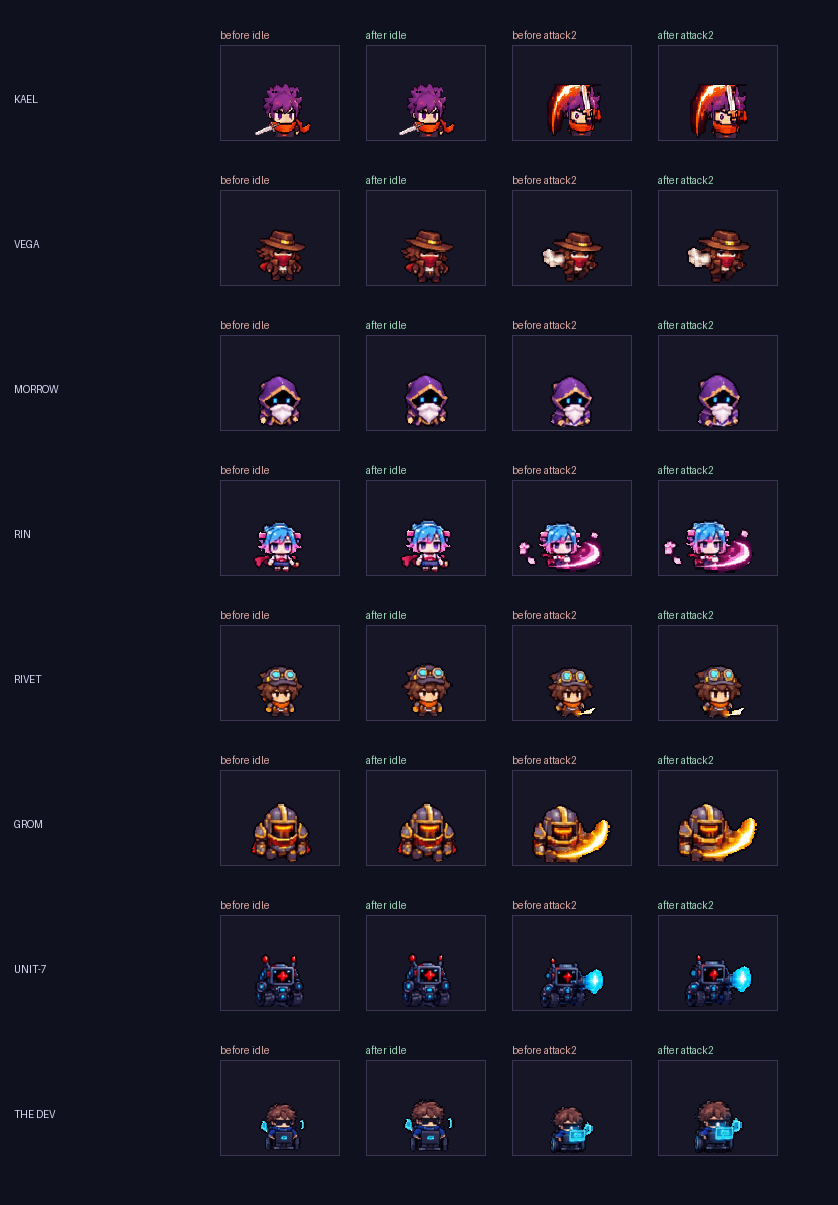 before idle after idle before attack2 after attack2
KAEL
before idle after idle before attack2 after attack2
VEGA
before idle after idle before attack2 after attack2
MORROW
before idle after idle before attack2 after attack2
RIN
before idle after idle before attack2 after attack2
RIVET
before idle after idle before attack2 after attack2
GROM
before idle after idle before attack2 after attack2
UNIT-7
before idle after idle before attack2 after attack2
THE DEV